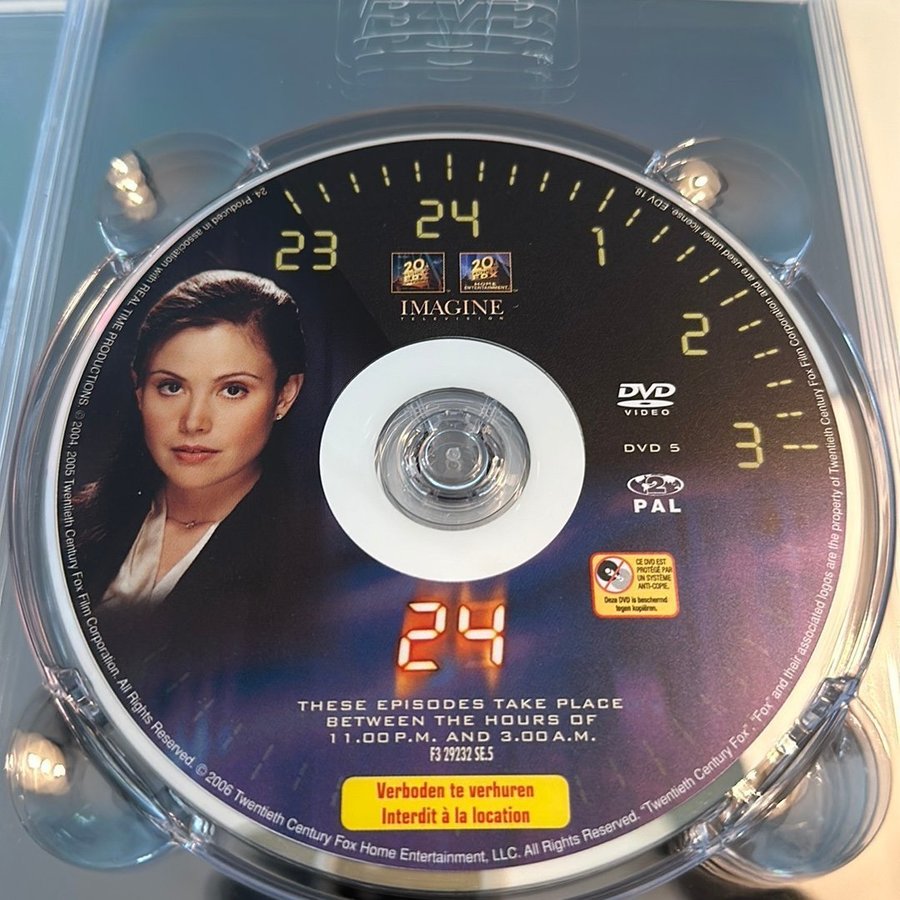 24 Produced in association with REAL TIME PRODUCTIONS. © 2004, 2005 Twentieth Century Fox Film Corporation. All Rights Reserved. © 2006 Twentieth Century Fox Home Entertainment, LLC. All Rights Reserved. "Twentieth Century Fox", "Fox" and their associated logos are the property of Twentieth Century Fox Film Corporation and are used under license. EDV 18
23
24
1
2
3
20
FOX
20
FOX
HOME
ENTERTAINMENT
IMAGINE
TELEVISION
DVD
VIDEO
DVD 5
2
PAL
CE DVD EST
PROTÉGÉ PAR
UN SYSTÈME
ANTI-COPIE.
Deze DVD is beschermd
tegen kopiëren.
24
THESE EPISODES TAKE PLACE
BETWEEN THE HOURS OF
11.00 P.M. AND 3.00 A.M.
F3 29232 SE.5
Verboden te verhuren
Interdit à la location